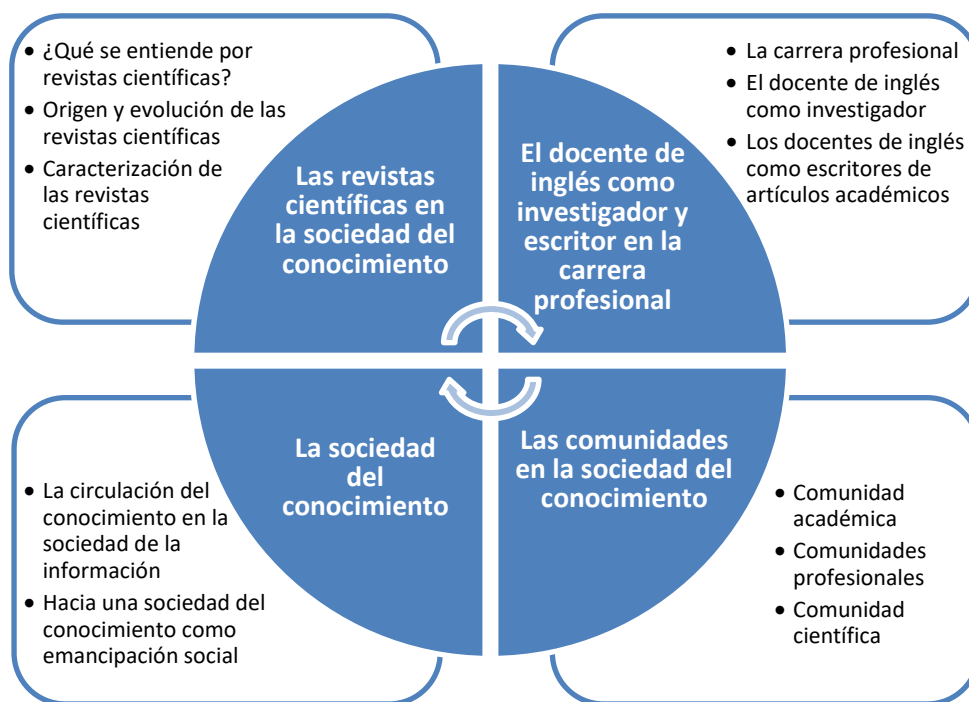 • ¿Qué se entiende por
revistas científicas?
• Origen y evolución de las
revistas científicas
• Caracterización de
las revistas
científicas
Las revistas
científicas en
la sociedad del
conocimiento
El docente de
inglés como
investigador y
escritor en la
carrera
profesional
• La carrera profesional
• El docente de inglés
como investigador
• Los docentes de inglés
como escritores de
artículos académicos
• La circulación del
conocimiento en la
sociedad de la
información
• Hacia una sociedad del
conocimiento como
emancipación social
La sociedad
del
conocimiento
Las comunidades
en la sociedad del
conocimiento
• Comunidad
académica
• Comunidades
profesionales
• Comunidad
científica